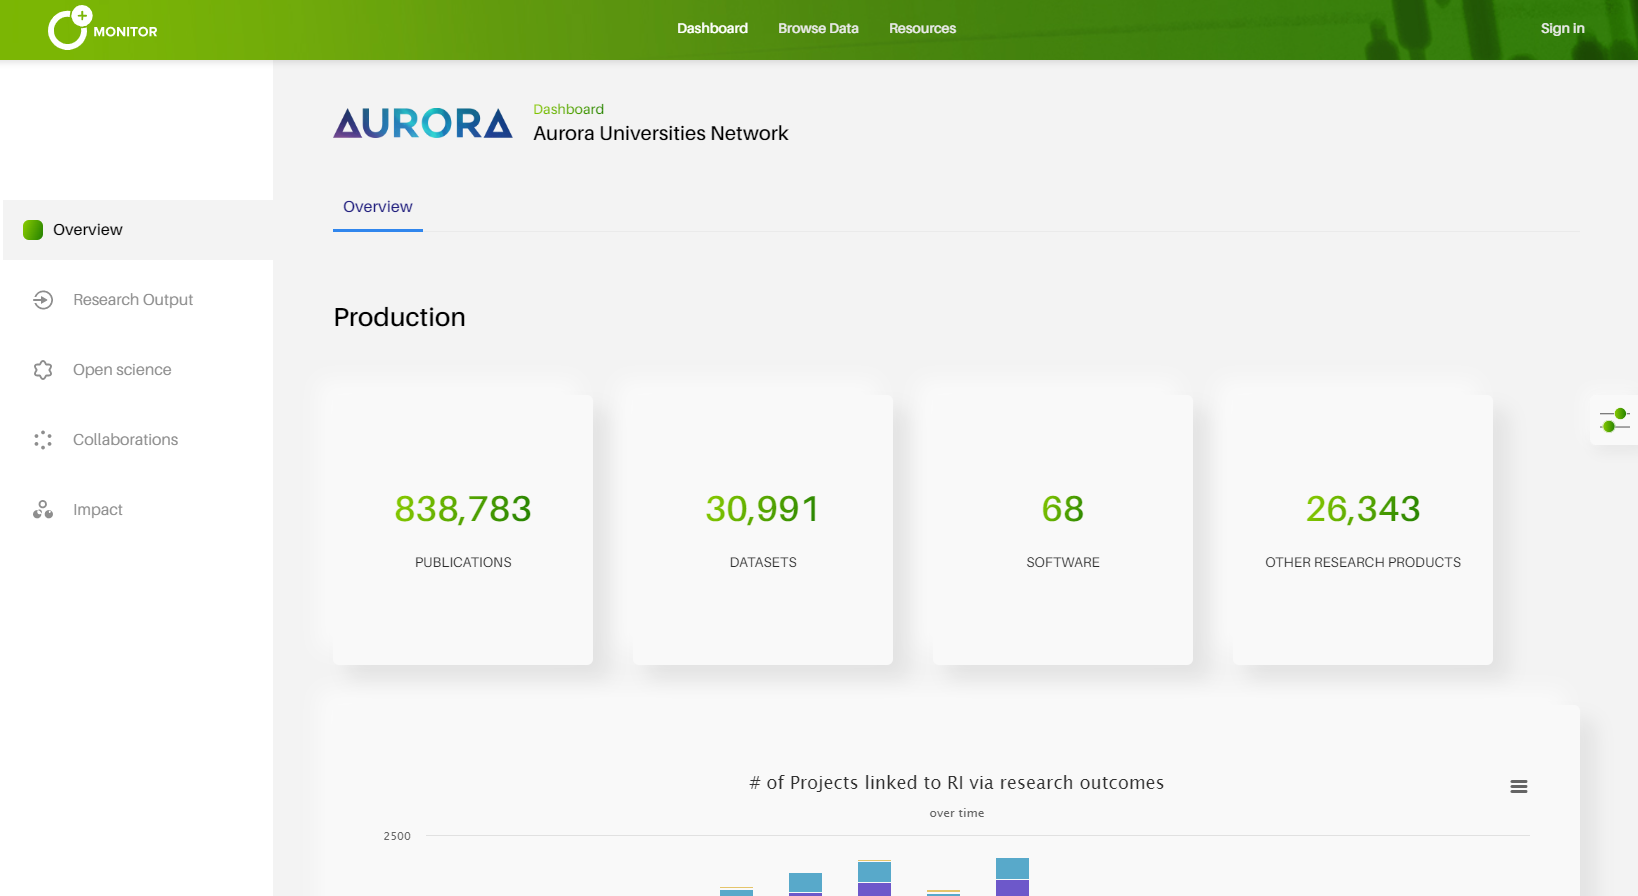 MONITOR
Dashboard
Browse Data
Resources
Sign in
AURORA
Dashboard
Aurora Universities Network
Overview
Overview
Research Output
Open science
Collaborations
Impact
Production
838,783
PUBLICATIONS
30,991
DATASETS
68
SOFTWARE
26,343
OTHER RESEARCH PRODUCTS
# of Projects linked to RI via research outcomes
over time
2500